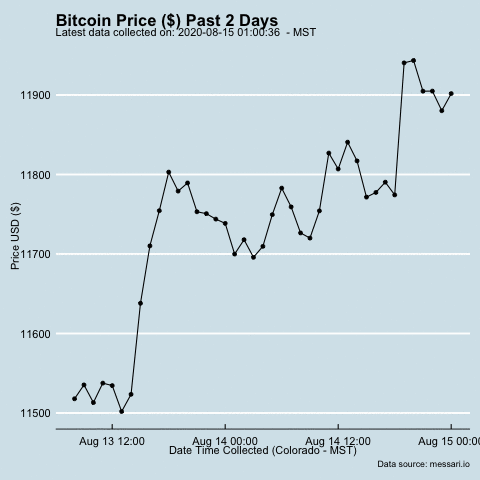 Bitcoin Price ($) Past 2 Days
Latest data collected on: 2020-08-15 01:00:36  - MST
Price USD ($)
11900
11800
11700
11600
11500
Aug 13 12:00 Aug 14 00:00 Aug 14 12:00 Aug 15 00:00
Date Time Collected (Colorado - MST)
Data source: messari.io